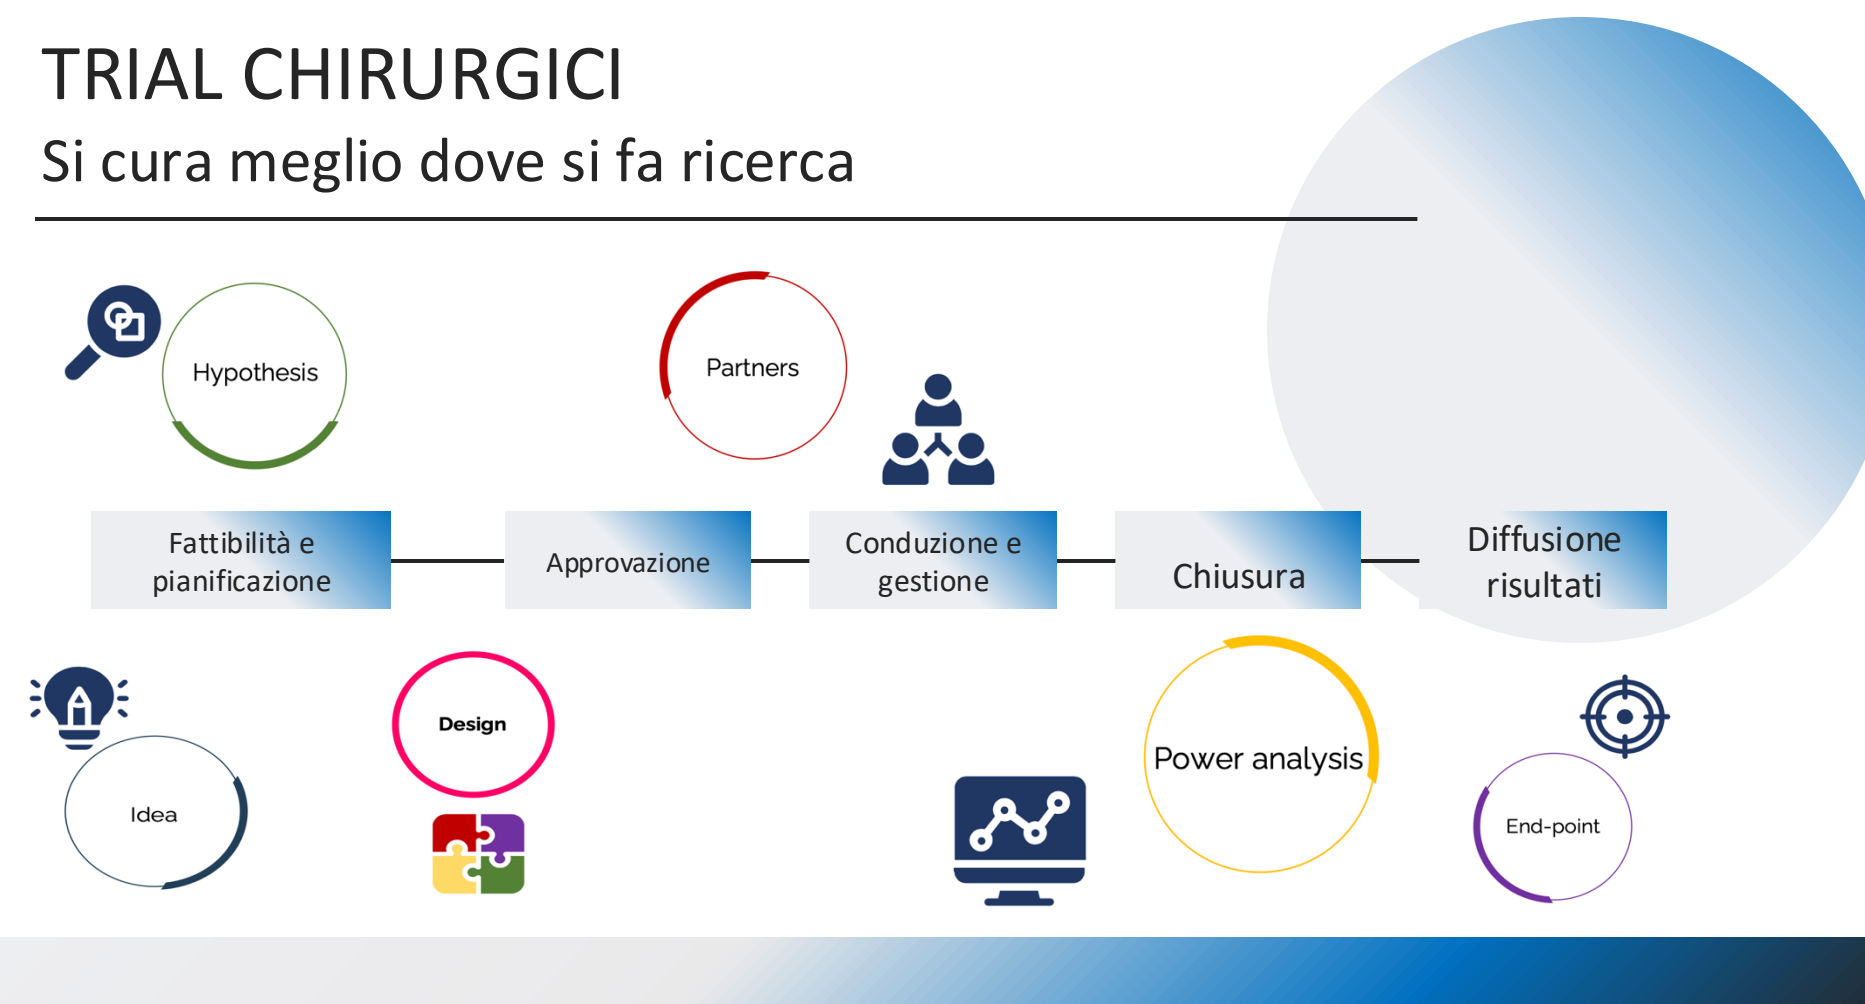 TRIAL CHIRURGICI
Si cura meglio dove si fa ricerca
Hypothesis
Partners
Fattibilità e
pianificazione
Approvazione
Conduzione e
gestione
Chiusura
Diffusione
risultati
Idea
Design
Power analysis
End-point